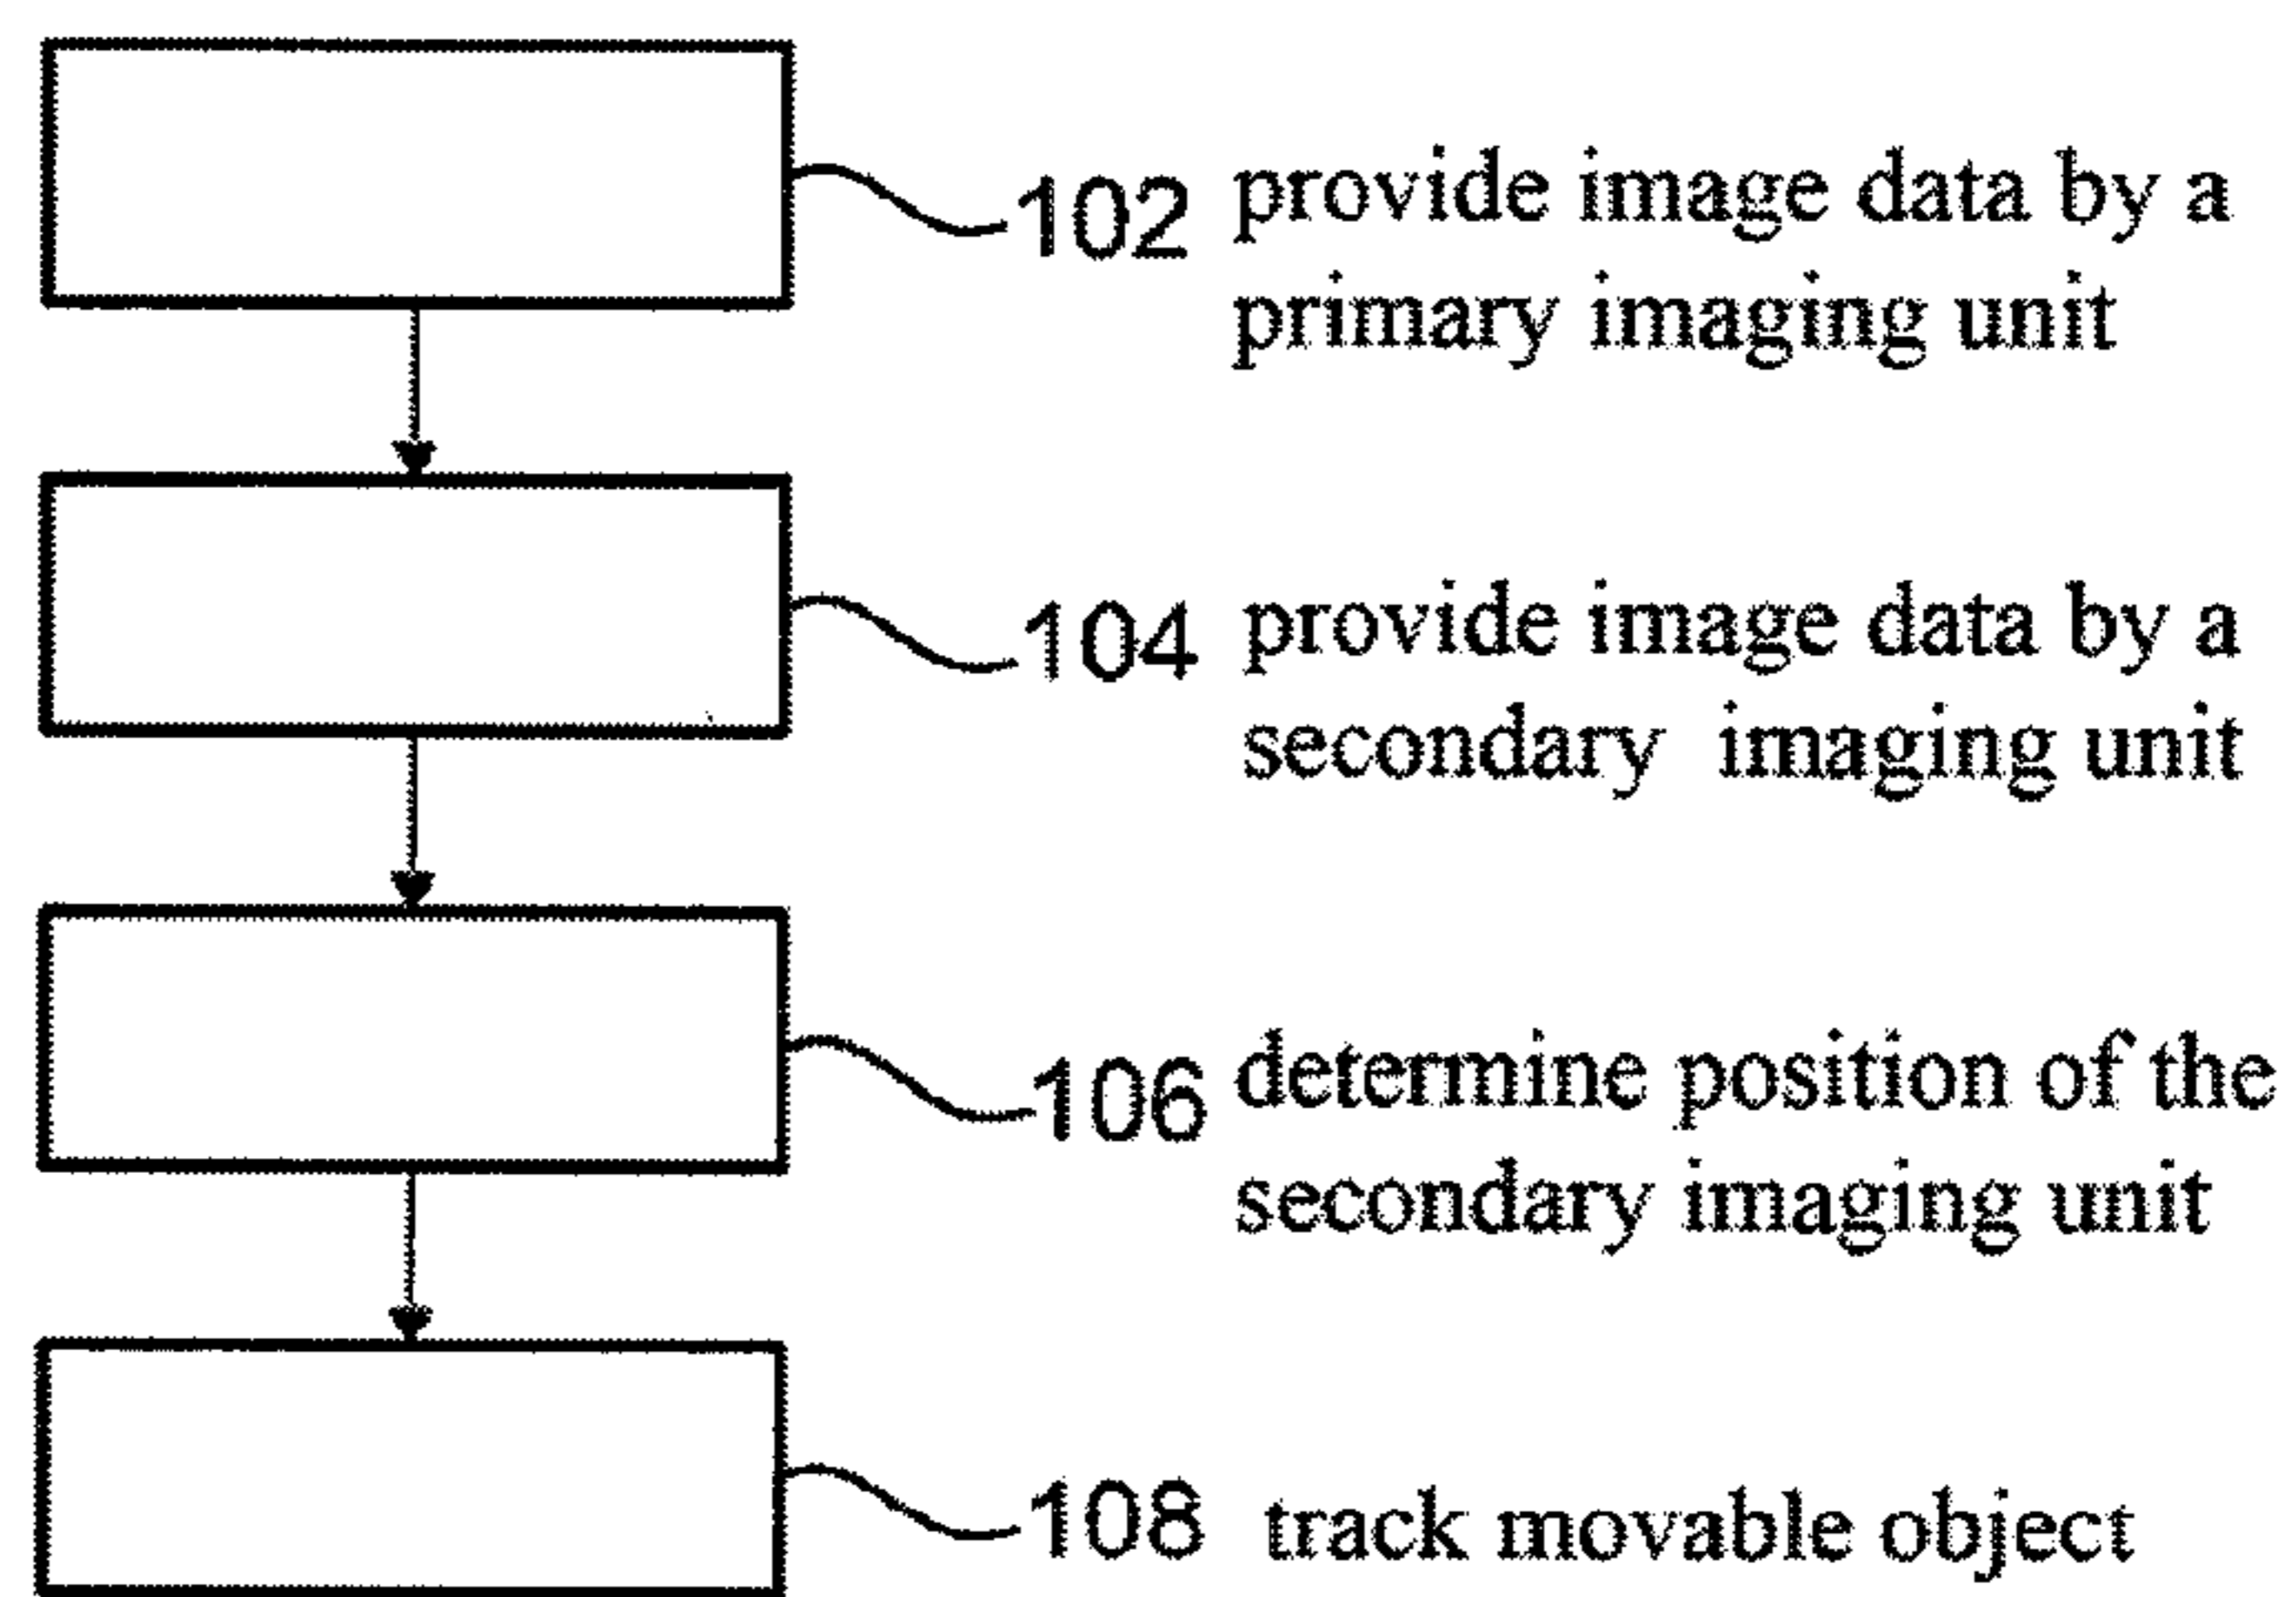 102 provide image data by a
primary imaging unit
104 provide image data by a
secondary imaging unit
106 determine position of the
secondary imaging unit
108 track movable object